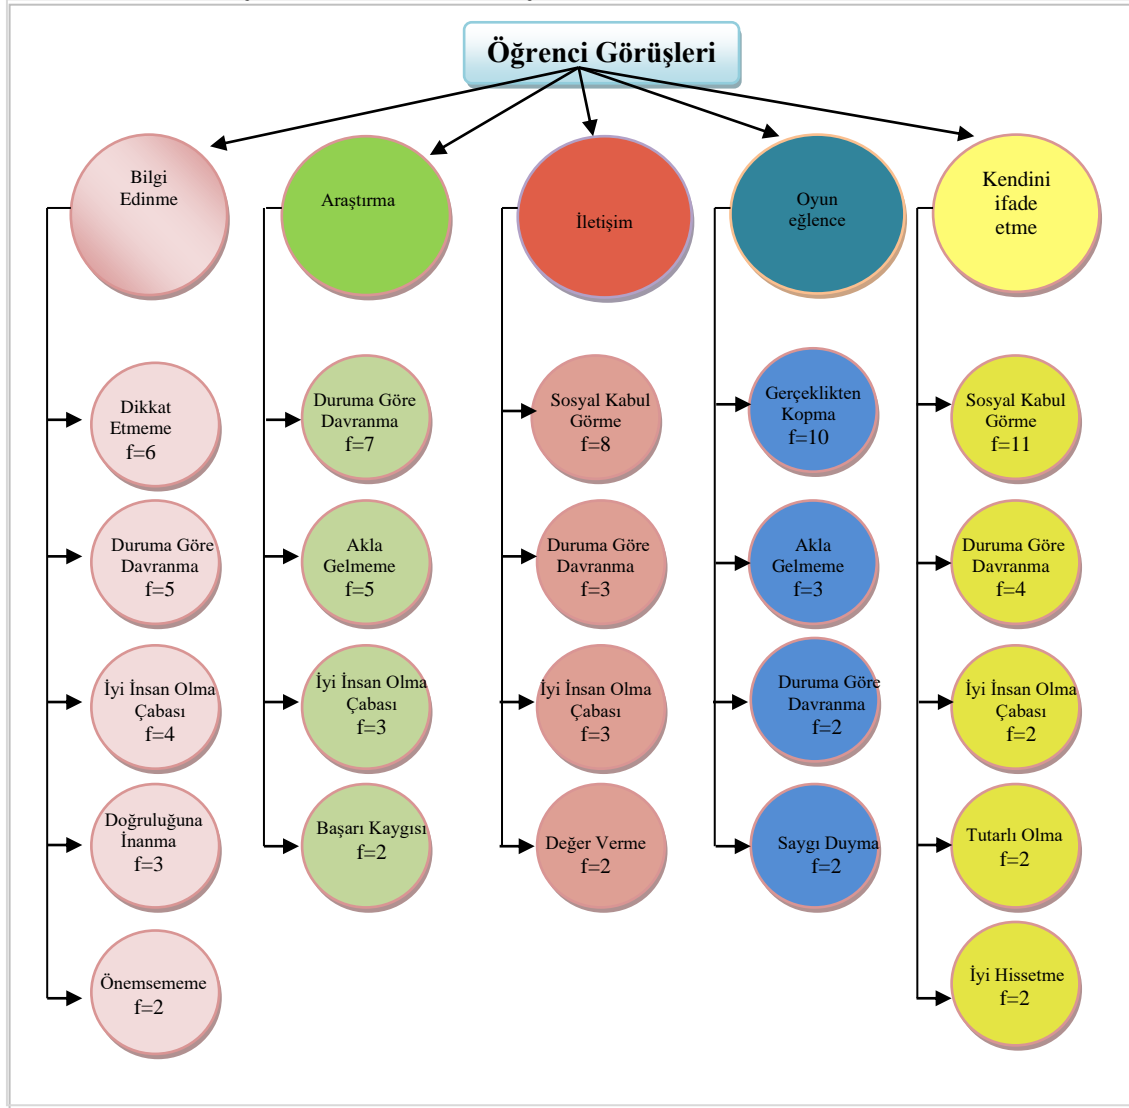 Öğrenci Görüşleri
Bilgi
Edinme
Araştırma
İletişim
Oyun
eğlence
Kendini
ifade
etme
Dikkat
Etmeme
f=6
Duruma Göre
Davranma
f=5
İyi İnsan Olma
Çabası
f=4
Doğruluğuna
İnanma
f=3
Önemsememe
f=2
Duruma Göre
Davranma
f=7
Akla
Gelmeme
f=5
İyi İnsan Olma
Çabası
f=3
Başarı Kaygısı
f=2
Sosyal Kabul
Görme
f=8
Duruma Göre
Davranma
f=3
İyi İnsan Olma
Çabası
f=3
Değer Verme
f=2
Gerçeklikten
Kopma
f=10
Akla
Gelmeme
f=3
Duruma Göre
Davranma
f=2
Saygı Duyma
f=2
Sosyal Kabul
Görme
f=11
Duruma Göre
Davranma
f=4
İyi İnsan Olma
Çabası
f=2
Tutarlı Olma
f=2
İyi Hissetme
f=2